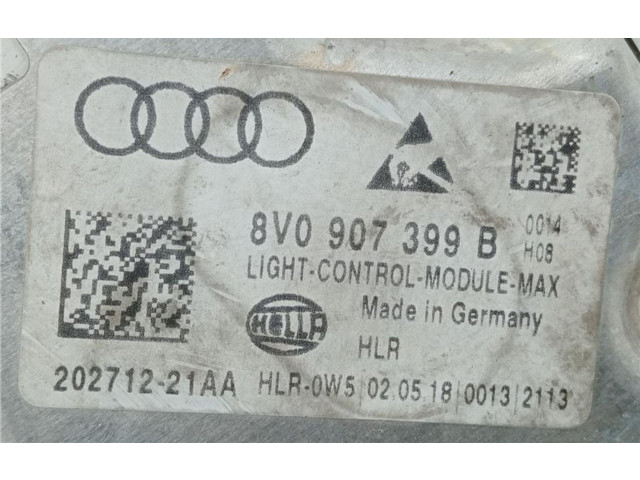 8V0 907 399 B
0014
H08
LIGHT-CONTROL-MODULE-MAX
HELLA
Made in Germany
HLR
202712-21AA HLR-0W5|02.05.18|0013|2113